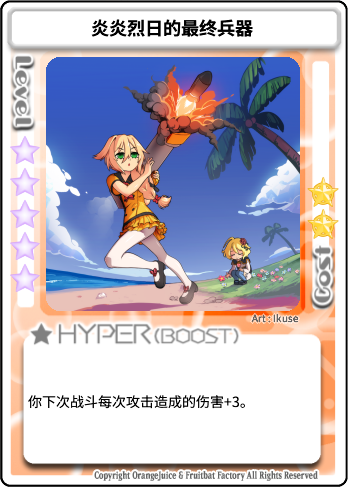 炎炎烈日的最终兵器
Level
Cost
Art : Ikuse
HYPER(BOOST)
你下次战斗每次攻击造成的伤害+3。
Copyright OrangeJuice & Fruitbat Factory All Rights Reserved